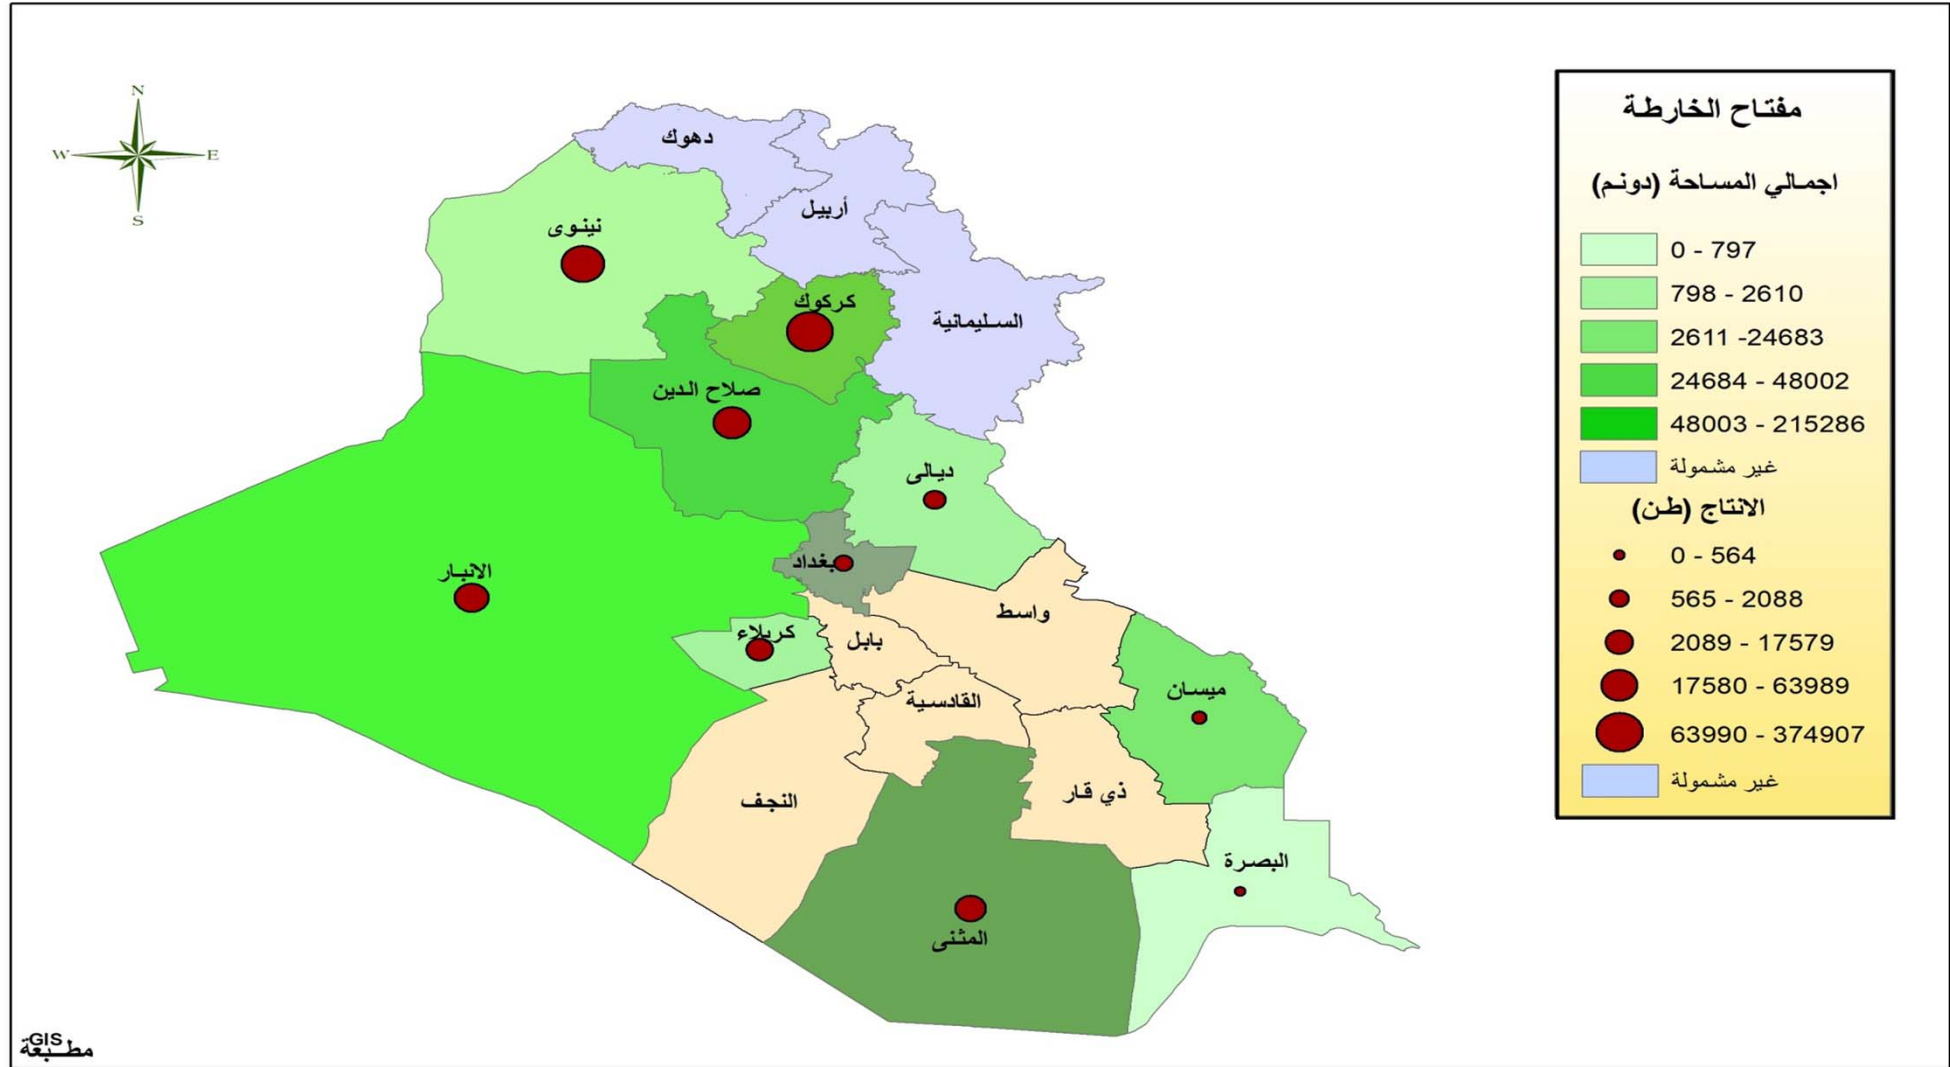 N
W
E
S
دهوك
أربيل
نينوى
كركوك
السليمانية
صلاح الدين
ديالى
بغداد
الانبار
واسط
كربلاء
بابل
ميسان
القادسية
ذي قار
النجف
البصرة
المثنى
مفتاح الخارطة
اجمالي المساحة (دونم)
0 - 797
798 - 2610
2611 -24683
24684 - 48002
48003 - 215286
غير مشمولة
الانتاج (طن)
0 - 564
565 - 2088
2089 - 17579
17580 - 63989
63990 - 374907
غير مشمولة
GIS
مطبعة